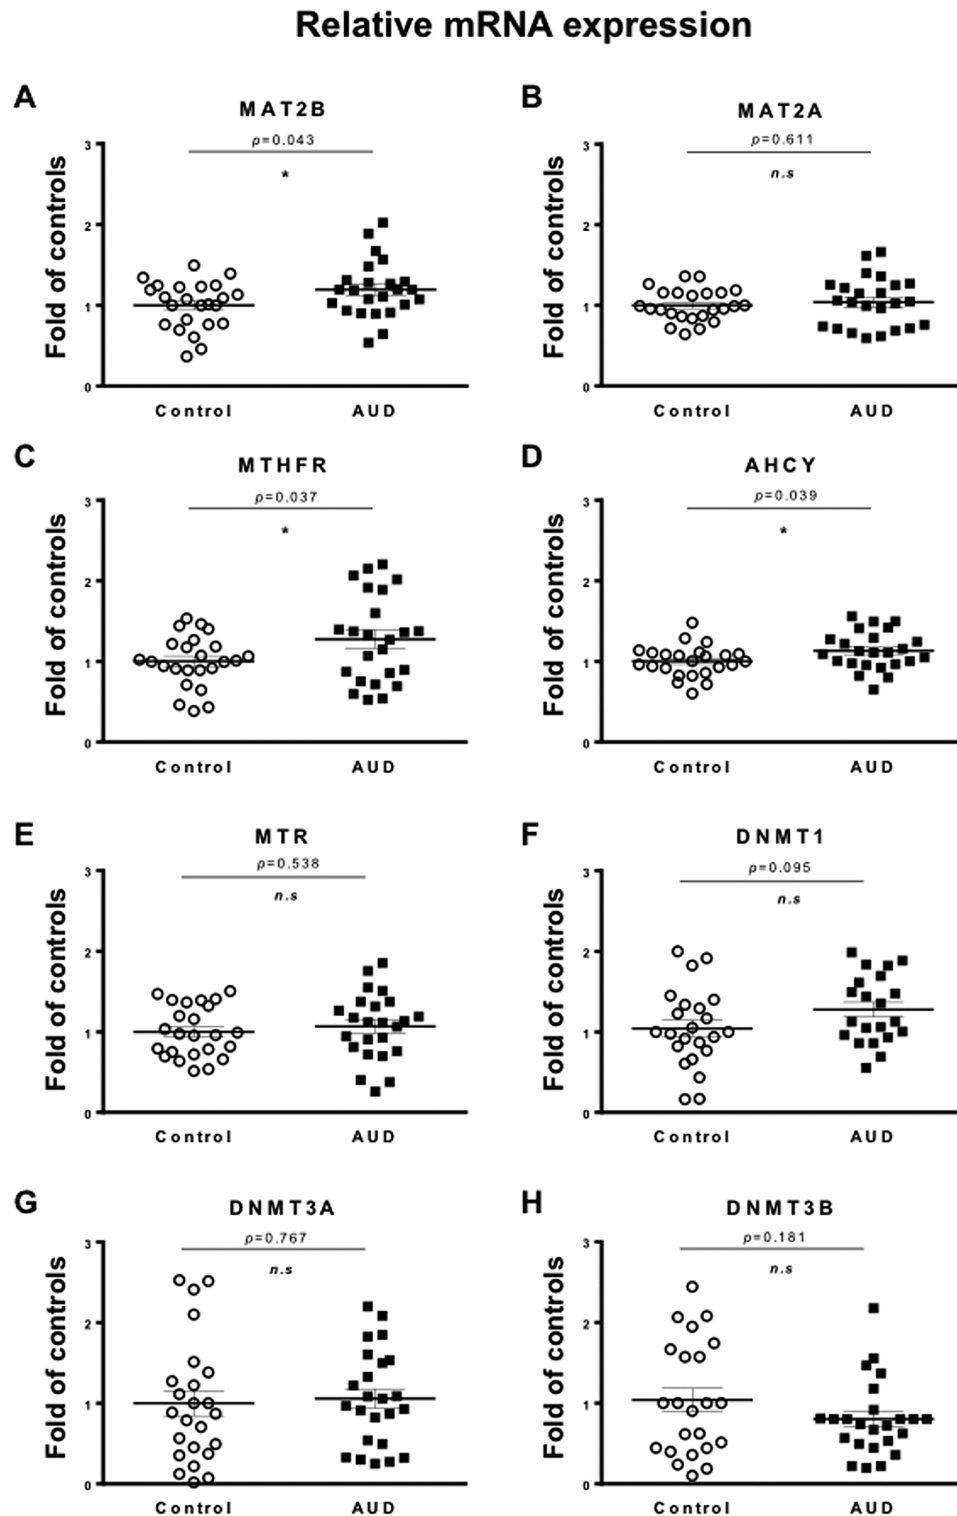 Relative mRNA expression
A
MAT2B
p=0.043
*
Fold of controls
3
2
1
0
Control
AUD
B
MAT2A
p=0.611
n.s
Fold of controls
3
2
1
0
Control
AUD
C
MTHFR
p=0.037
*
Fold of controls
3
2
1
0
Control
AUD
D
AHCY
p=0.039
*
Fold of controls
3
2
1
0
Control
AUD
E
MTR
p=0.538
n.s
Fold of controls
3
2
1
0
Control
AUD
F
DNMT1
p=0.095
n.s
Fold of controls
3
2
1
0
Control
AUD
G
DNMT3A
p=0.767
n.s
Fold of controls
3
2
1
0
Control
AUD
H
DNMT3B
p=0.181
n.s
Fold of controls
3
2
1
0
Control
AUD